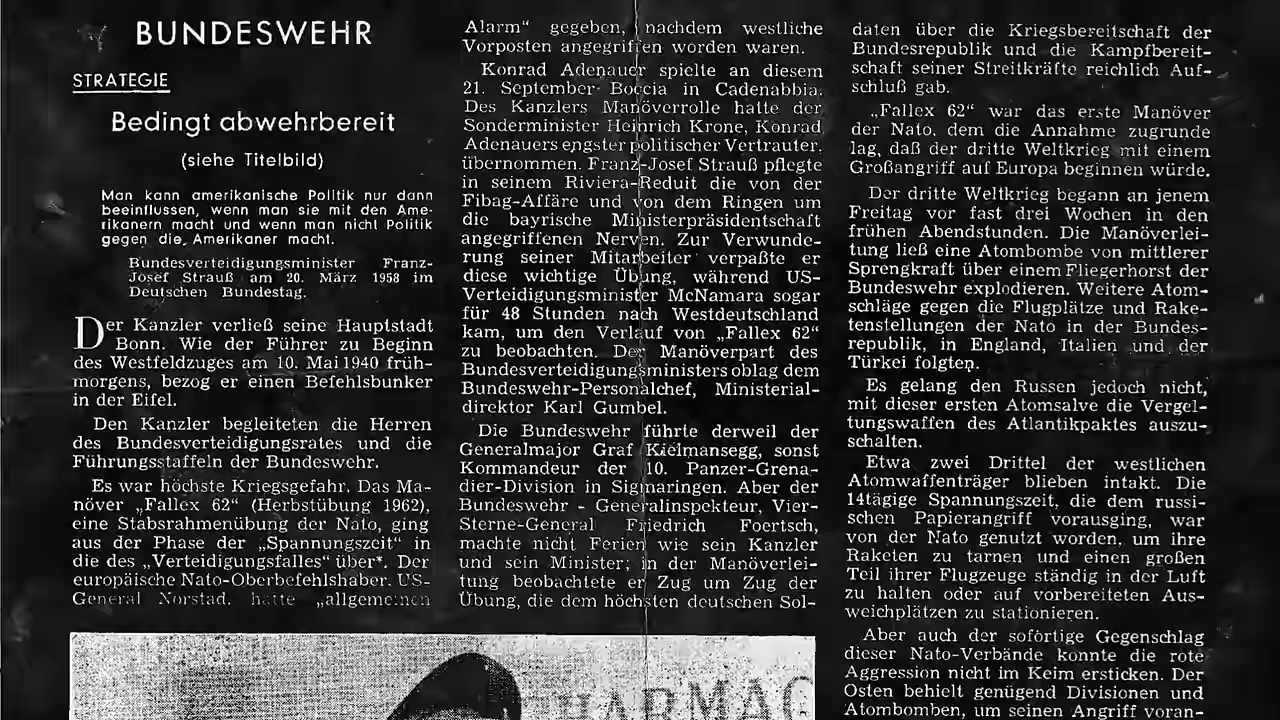 BUNDESWEHR
STRATEGIE
Bedingt abwehrbereit
(siehe Titelbild)
Man kann amerikanische Politik nur dann
beeinflussen, wenn man sie mit den Ame-
rikanern macht und wenn man nicht Politik
gegen die Amerikaner macht.
Bundesverteidigungsminister Franz-
Josef Strauß am 20. März 1958 im
Deutschen Bundestag.
Der Kanzler verließ seine Hauptstadt
Bonn. Wie der Führer zu Beginn
des Westfeldzuges am 10. Mai 1940 früh-
morgens, bezog er einen Befehlsbunker
in der Eifel.
Den Kanzler begleiteten die Herren
des Bundesverteidigungsrates und die
Führungsstaffeln der Bundeswehr.
Es war höchste Kriegsgefahr. Das Ma-
növer „Fallex 62“ (Herbstübung 1962),
eine Stabsrahmenübung der Nato, ging
aus der Phase der „Spannungszeit“ in
die des „Verteidigungsfalles“ über*. Der
europäische Nato-Oberbefehlshaber, US-
General Norstad, hatte „allgemeinen
Alarm“ gegeben, nachdem westliche
Vorposten angegriffen worden waren.
Konrad Adenauer spielte an diesem
21. September Boccia in Cadenabbia.
Des Kanzlers Manöverrolle hatte der
Sonderminister Heinrich Krone, Konrad
Adenauers engster politischer Vertrauter,
übernommen. Franz-Josef Strauß pflegte
in seinem Riviera-Reduit die von der
Fibag-Affäre und von dem Ringen um
die bayrische Ministerpräsidentschaft
angegriffenen Nerven. Zur Verwunde-
rung seiner Mitarbeiter verpaßte er
diese wichtige Übung, während US-
Verteidigungsminister McNamara sogar
für 48 Stunden nach Westdeutschland
kam, um den Verlauf von „Fallex 62“
zu beobachten. Den Manöverpart des
Bundesverteidigungsministers oblag dem
Bundeswehr-Personalchef, Ministerial-
direktor Karl Gumbel.
Die Bundeswehr führte derweil der
Generalmajor Graf Kielmansegg, sonst
Kommandeur der 10. Panzer-Grena-
dier-Division in Sigmaringen. Aber der
Bundeswehr - Generalinspekteur, Vier-
Sterne-General Friedrich Foertsch,
machte nicht Ferien wie sein Kanzler
und sein Minister; in der Manöverlei-
tung beobachtete er Zug um Zug der
Übung, die dem höchsten deutschen Sol-
daten über die Kriegsbereitschaft der
Bundesrepublik und die Kampfbereit-
schaft seiner Streitkräfte reichlich Auf-
schluß gab.
„Fallex 62“ war das erste Manöver
der Nato, dem die Annahme zugrunde
lag, daß der dritte Weltkrieg mit einem
Großangriff auf Europa beginnen würde.
Der dritte Weltkrieg begann an jenem
Freitag vor fast drei Wochen in den
frühen Abendstunden. Die Manöverlei-
tung ließ eine Atombombe von mittlerer
Sprengkraft über einem Fliegerhorst der
Bundeswehr explodieren. Weitere Atom-
schläge gegen die Flugplätze und Rake-
tenstellungen der Nato in der Bundes-
republik, in England, Italien und der
Türkei folgten.
Es gelang den Russen jedoch nicht,
mit dieser ersten Atomsalve die Vergel-
tungswaffen des Atlantikpaktes auszu-
schalten.
Etwa zwei Drittel der westlichen
Atomwaffenträger blieben intakt. Die
14tägige Spannungszeit, die dem russi-
schen Papierangriff vorausging, war
von der Nato genutzt worden, um ihre
Raketen zu tarnen und einen großen
Teil ihrer Flugzeuge ständig in der Luft
zu halten oder auf vorbereiteten Aus-
weichplätzen zu stationieren.
Aber auch der sofortige Gegenschlag
dieser Nato-Verbände konnte die rote
Aggression nicht im Keim ersticken. Der
Osten behielt genügend Divisionen und
Atombomben, um seinen Angriff voran-